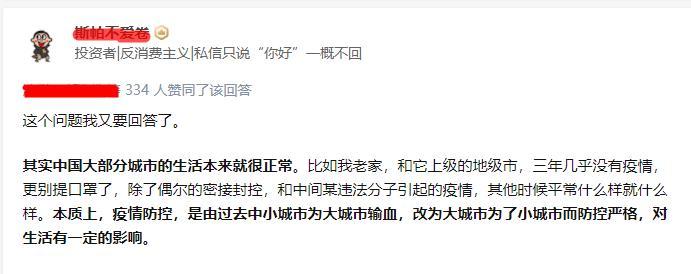 斯帕不爱卷
投资者|反消费主义|私信只说“你好”一概不回
334 人赞同了该回答
这个问题我又要回答了。
其实中国大部分城市的生活本来就很正常。比如我老家，和它上级的地级市，三年几乎没有疫情，
更别提口罩了，除了偶尔的密接封控，和中间某违法分子引起的疫情，其他时候平常什么样就什么
样。本质上，疫情防控，是由过去中小城市为大城市输血，改为大城市为了小城市而防控严格，对
生活有一定的影响。